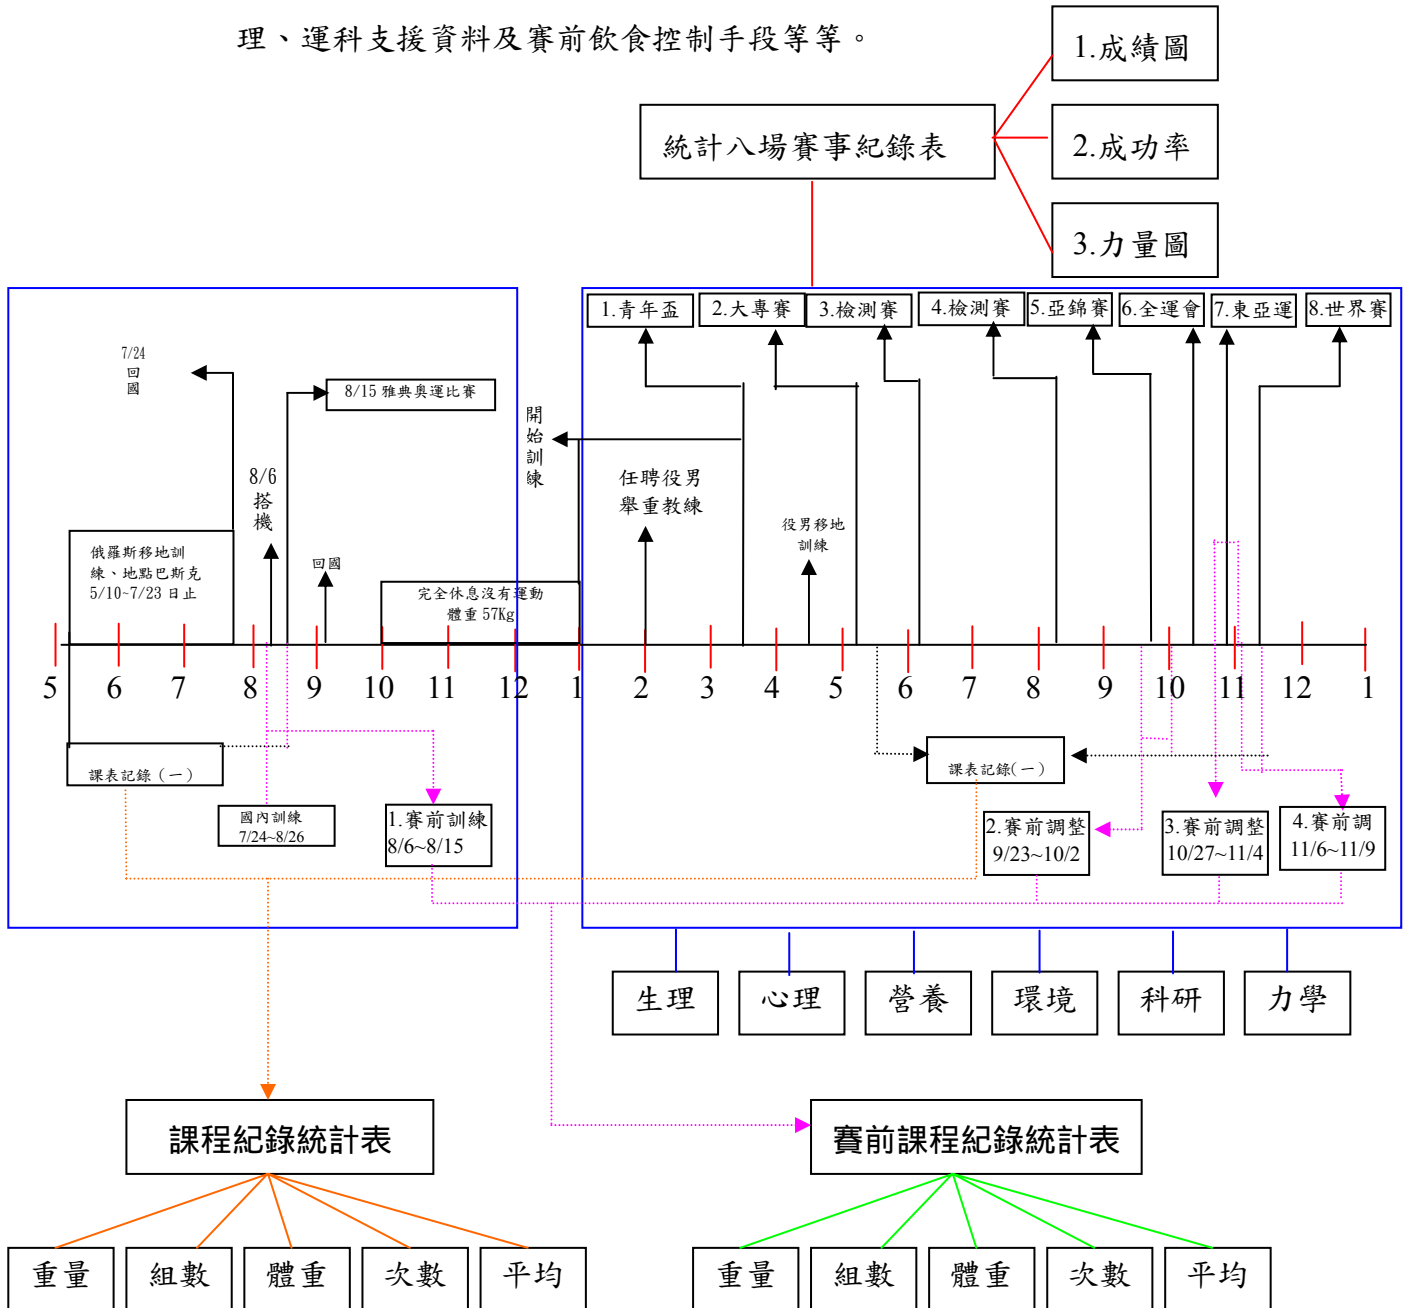 理、運科支援資料及賽前飲食控制手段等等。
1.成績圖
統計八場賽事紀錄表
2.成功率
3.力量圖
1.青年盃
2.大專賽
3.檢測賽
4.檢測賽
5.亞錦賽
6.全運會
7.東亞運
8.世界賽
7/24
回
國
8/15 雅典奧運比賽
開
始
訓
練
8/6
搭
機
任聘役男
舉重教練
役男移地
訓練
俄羅斯移地訓
練、地點巴斯克
5/10~7/23 日止
回國
完全休息沒有運動
體重 57Kg
5 6 7 8 9 10 11 12 1 2 3 4 5 6 7 8 9 10 11 12 1
課表記錄（一）
課表記錄(一)
國內訓練
7/24~8/26
1.賽前訓練
8/6~8/15
2.賽前調整
9/23~10/2
3.賽前調整
10/27~11/4
4.賽前調
11/6~11/9
生理
心理
營養
環境
科研
力學
課程紀錄統計表
賽前課程紀錄統計表
重量
組數
體重
次數
平均
重量
組數
體重
次數
平均